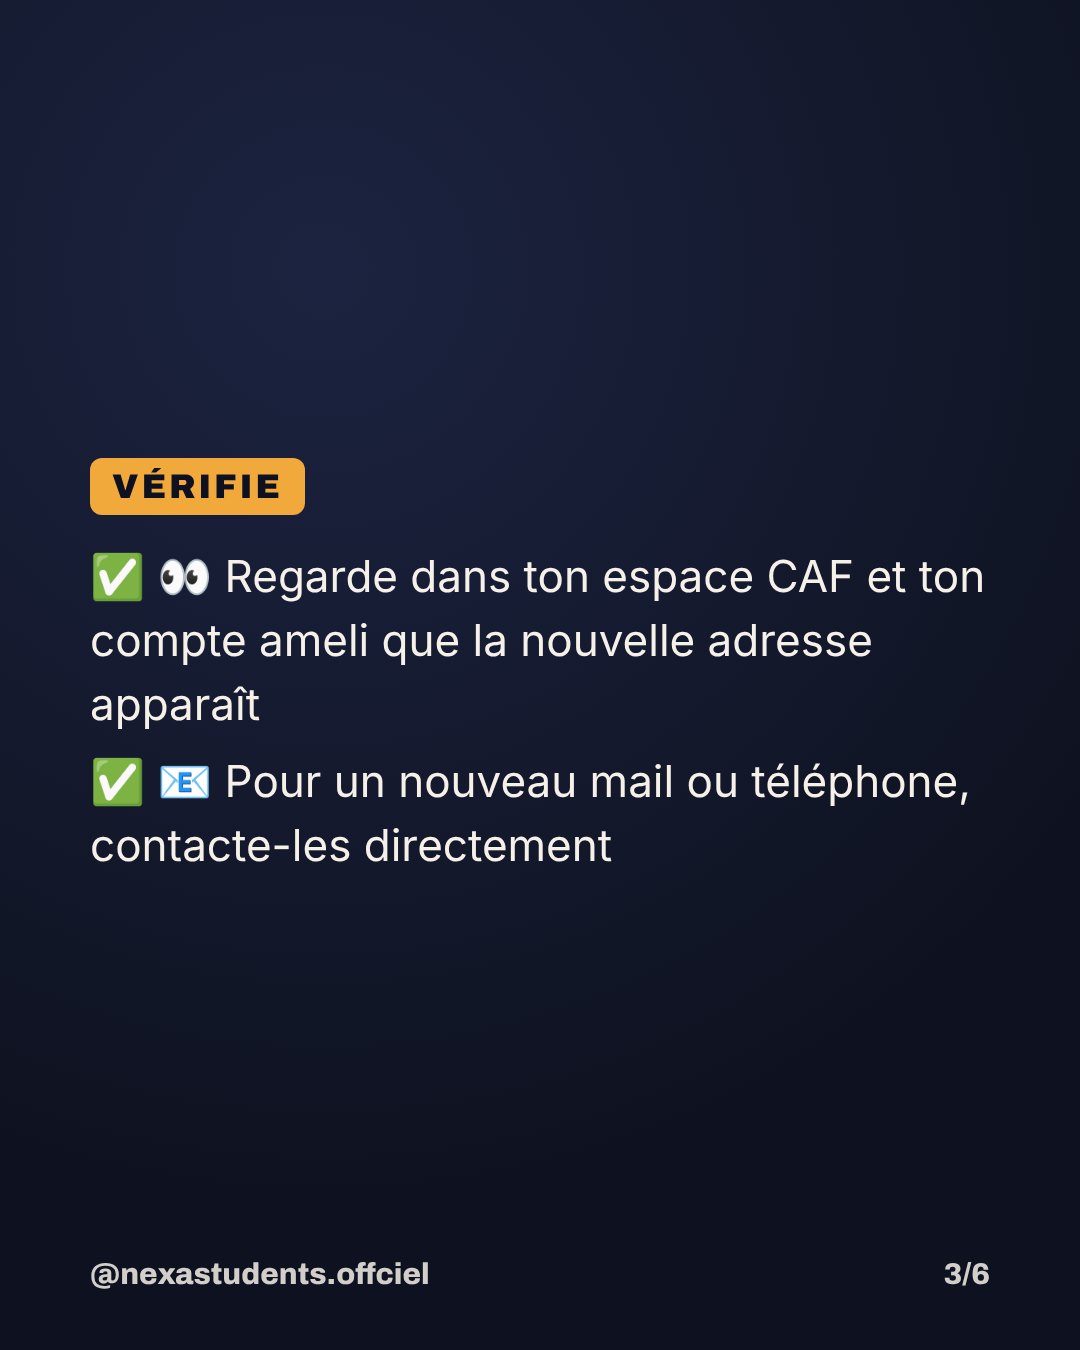 VÉRIFIE
✅ 👀 Regarde dans ton espace CAF et ton
compte ameli que la nouvelle adresse
apparaît
✅ 📧 Pour un nouveau mail ou téléphone,
contacte-les directement
@nexastudents.offciel
3/6